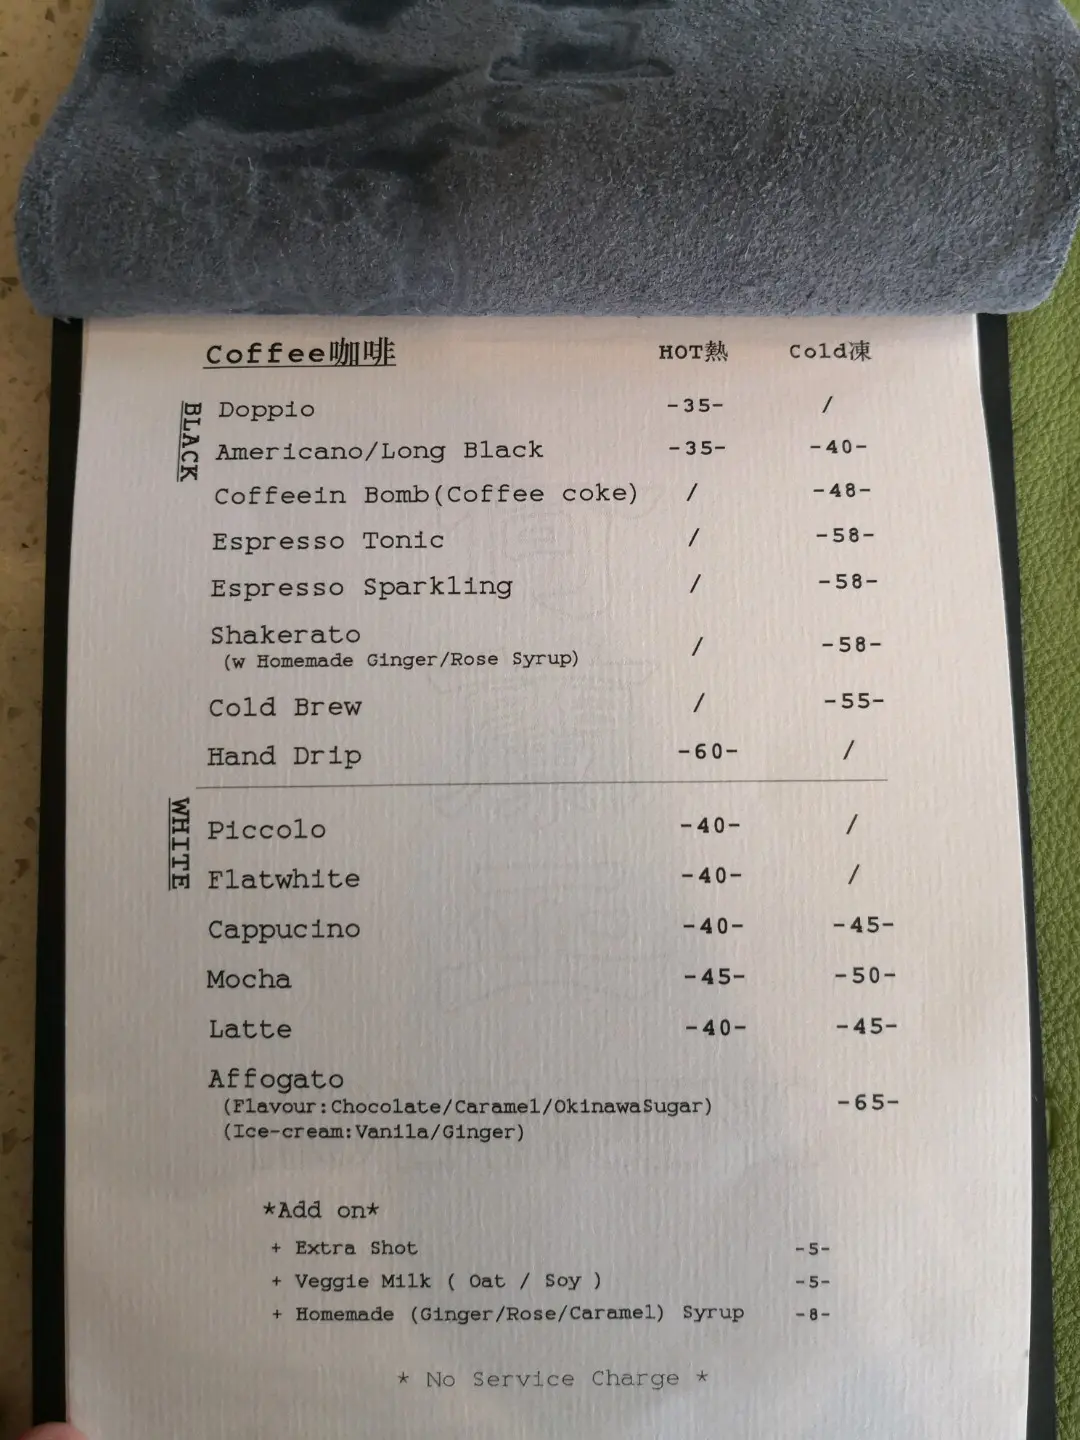 Coffee咖啡 HOT熱 Cold凍
BLACK
Doppio -35- /
Americano/Long Black -35- -40-
Coffeein Bomb(Coffee coke) / -48-
Espresso Tonic / -58-
Espresso Sparkling / -58-
Shakerato / -58-
(w Homemade Ginger/Rose Syrup)
Cold Brew / -55-
Hand Drip -60- /
WHITE
Piccolo -40- /
Flatwhite -40- /
Cappucino -40- -45-
Mocha -45- -50-
Latte -40- -45-
Affogato -65-
(Flavour:Chocolate/Caramel/OkinawaSugar)
(Ice-cream:Vanila/Ginger)
*Add on*
+ Extra Shot -5-
+ Veggie Milk ( Oat / Soy ) -5-
+ Homemade (Ginger/Rose/Caramel) Syrup -8-
* No Service Charge *